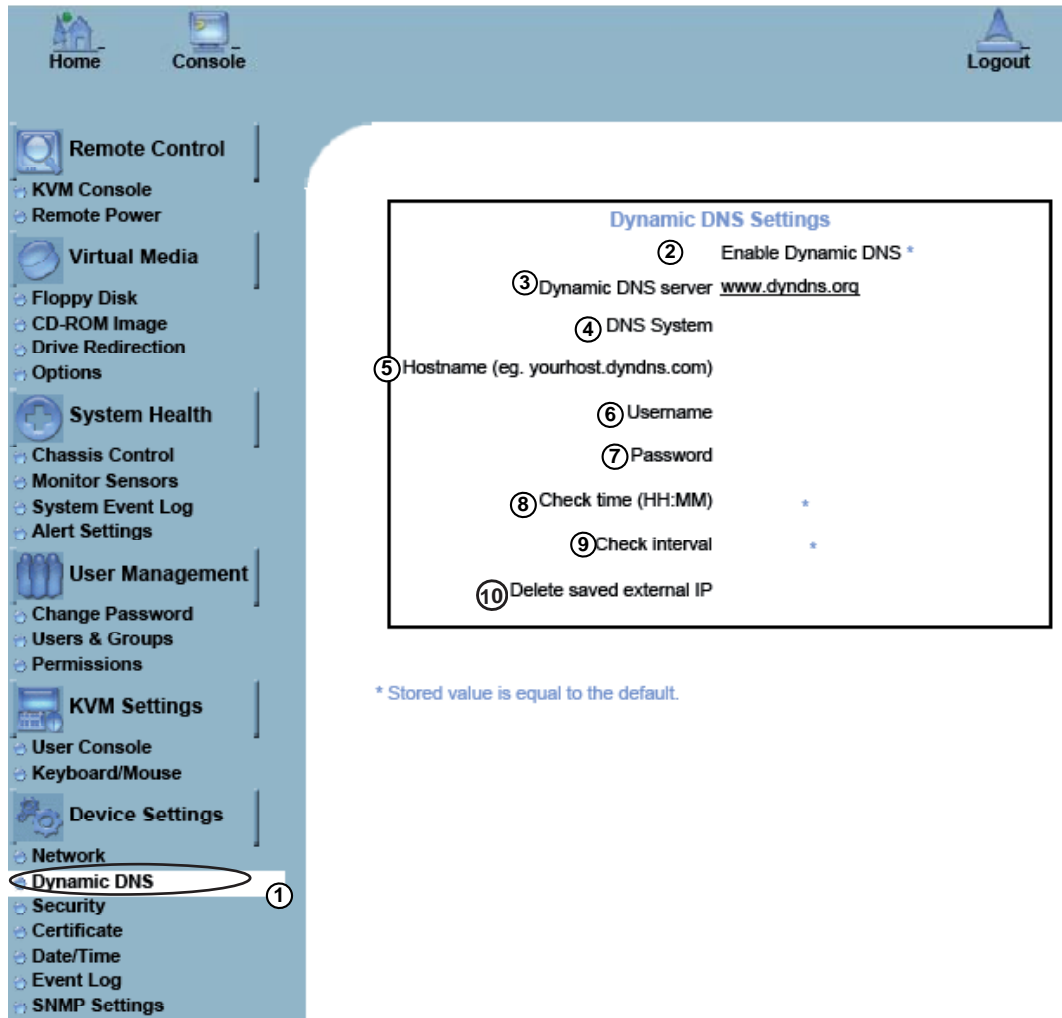 Home
Console
Logout
Remote Control
KVM Console
Remote Power
Virtual Media
Floppy Disk
CD-ROM Image
Drive Redirection
Options
System Health
Chassis Control
Monitor Sensors
System Event Log
Alert Settings
User Management
Change Password
Users & Groups
Permissions
KVM Settings
User Console
Keyboard/Mouse
Device Settings
Network
Dynamic DNS
1
Security
Certificate
Date/Time
Event Log
SNMP Settings
Dynamic DNS Settings
2 Enable Dynamic DNS *
3 Dynamic DNS server www.dyndns.org
4 DNS System
5 Hostname (eg. yourhost.dyndns.com)
6 Username
7 Password
8 Check time (HH:MM) *
9 Check interval *
10 Delete saved external IP
* Stored value is equal to the default.